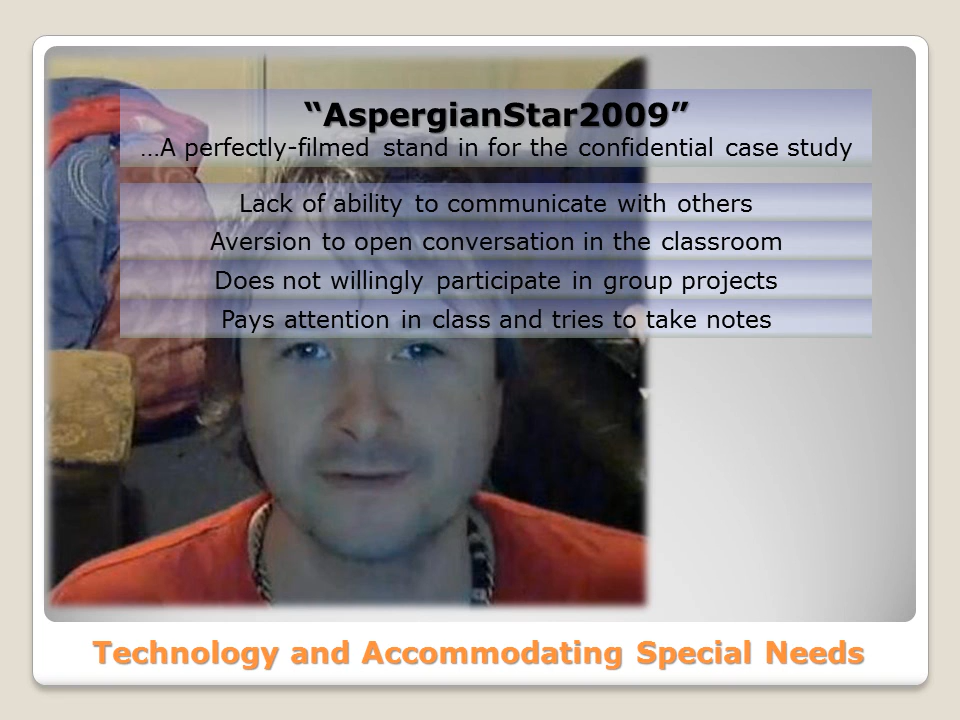 “AspergianStar2009”
…A perfectly-filmed stand in for the confidential case study
Lack of ability to communicate with others
Aversion to open conversation in the classroom
Does not willingly participate in group projects
Pays attention in class and tries to take notes
Technology and Accommodating Special Needs